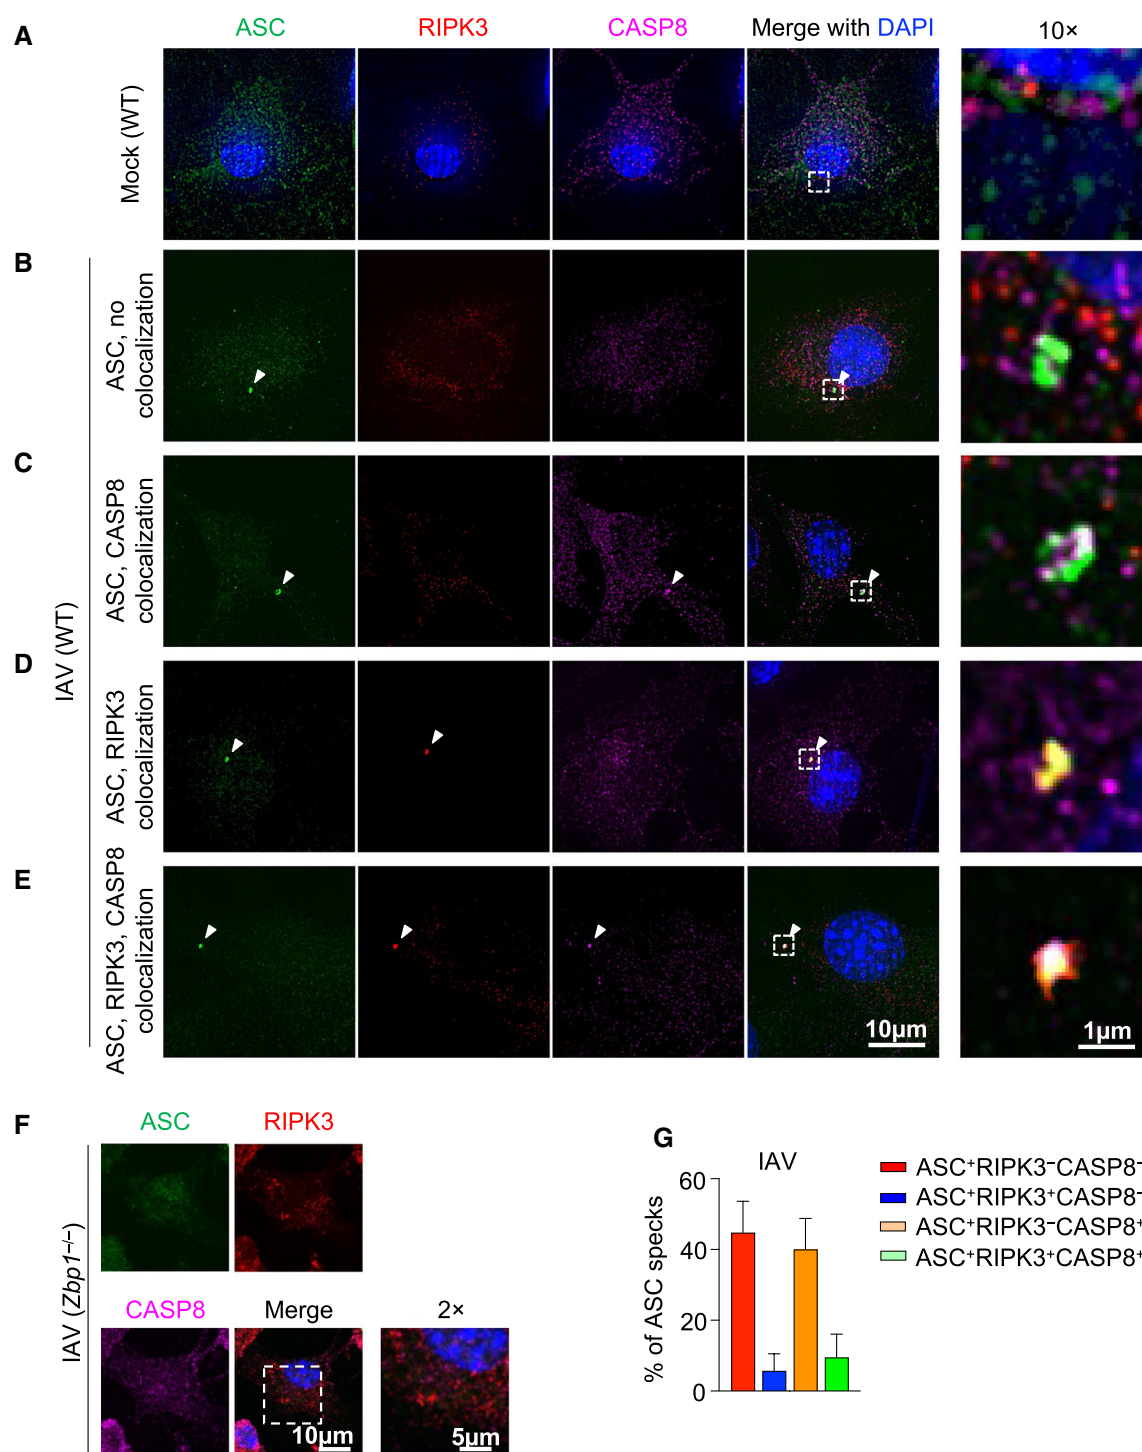 A
ASC
RIPK3
CASP8
Merge with DAPI
10×
Mock (WT)
B
ASC, no
colocalization
C
ASC, CASP8
colocalization
D
ASC, RIPK3
colocalization
E
ASC, RIPK3, CASP8
colocalization
IAV (WT)
10µm
1µm
F
ASC
RIPK3
CASP8
Merge
2×
IAV (Zbp1⁻/⁻)
10µm
5µm
G
IAV
% of ASC specks
60
40
20
0
ASC⁺RIPK3⁻CASP8⁻
ASC⁺RIPK3⁺CASP8⁻
ASC⁺RIPK3⁻CASP8⁺
ASC⁺RIPK3⁺CASP8⁺